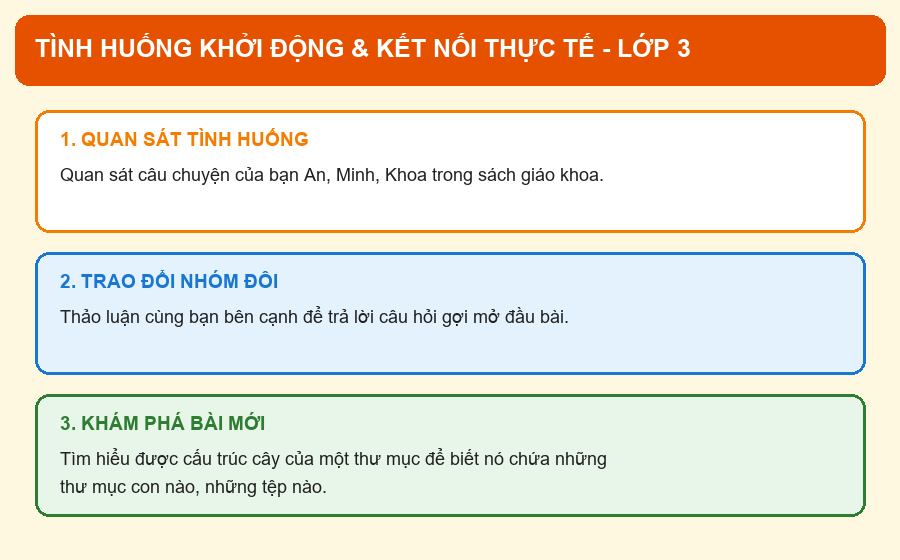 TÌNH HUỐNG KHỞI ĐỘNG & KẾT NỐI THỰC TẾ - LỚP 3
1. QUAN SÁT TÌNH HUỐNG
Quan sát câu chuyện của bạn An, Minh, Khoa trong sách giáo khoa.
2. TRAO ĐỔI NHÓM ĐÔI
Thảo luận cùng bạn bên cạnh để trả lời câu hỏi gợi mở đầu bài.
3. KHÁM PHÁ BÀI MỚI
Tìm hiểu được cấu trúc cây của một thư mục để biết nó chứa những
thư mục con nào, những tệp nào.